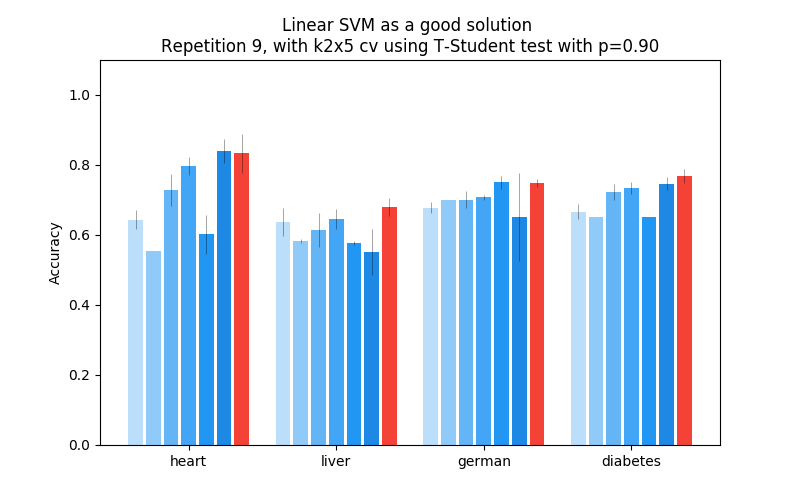 Linear SVM as a good solution
Repetition 9, with k2x5 cv using T-Student test with p=0.90
1.0
0.8
0.6
0.4
0.2
0.0
Accuracy
heart
liver
german
diabetes